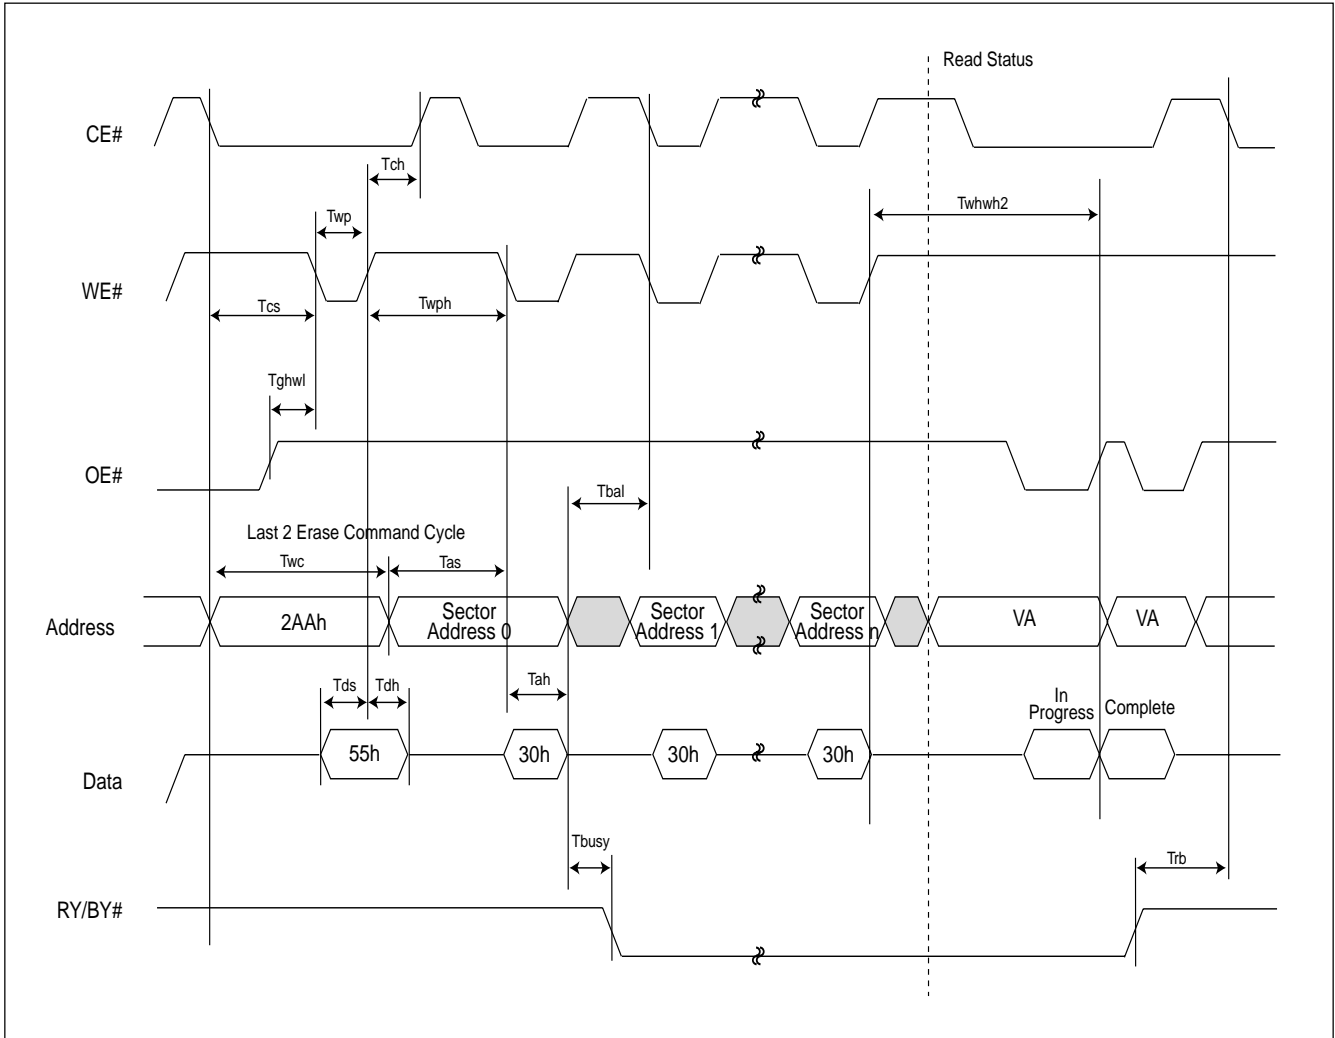 Read Status
CE#
Tch
Twhwh2
Twp
WE#
Tcs
Twph
Tghwl
OE#
Tbal
Last 2 Erase Command Cycle
Twc
Tas
Address
2AAh
Sector
Address 0
Sector
Address 1
Sector
Address n
VA
VA
Tds
Tdh
Tah
In
Progress
Complete
Data
55h
30h
30h
30h
Tbusy
Trb
RY/BY#